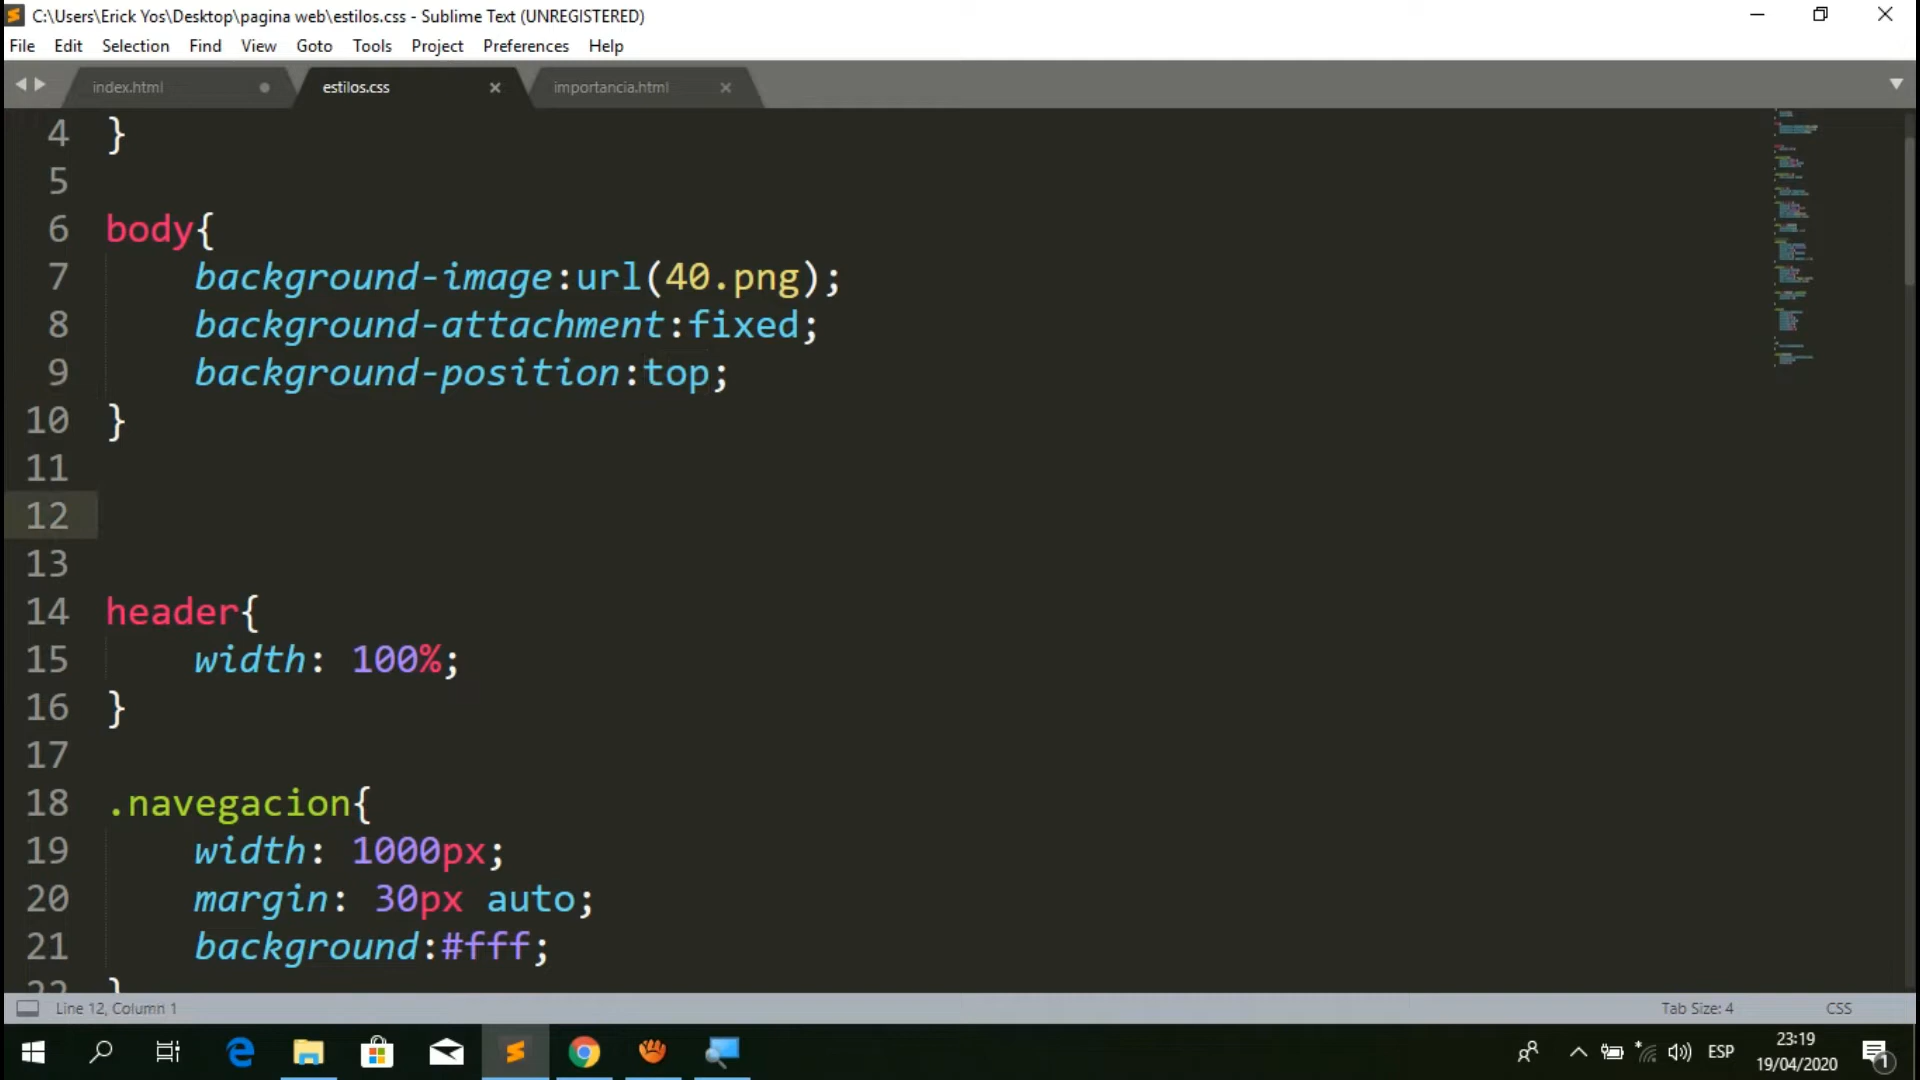 C:\Users\Erick Yos\Desktop\pagina web\estilos.css - Sublime Text (UNREGISTERED)
File Edit Selection Find View Goto Tools Project Preferences Help
index.html estilos.css importancia.html
4 }
5
6 body{
7 background-image:url(40.png);
8 background-attachment:fixed;
9 background-position:top;
10 }
11
12
13
14 header{
15 width: 100%;
16 }
17
18 .navegacion{
19 width: 1000px;
20 margin: 30px auto;
21 background:#fff;
22 }
Line 12, Column 1 Tab Size: 4 CSS
ESP 23:19 1
19/04/2020